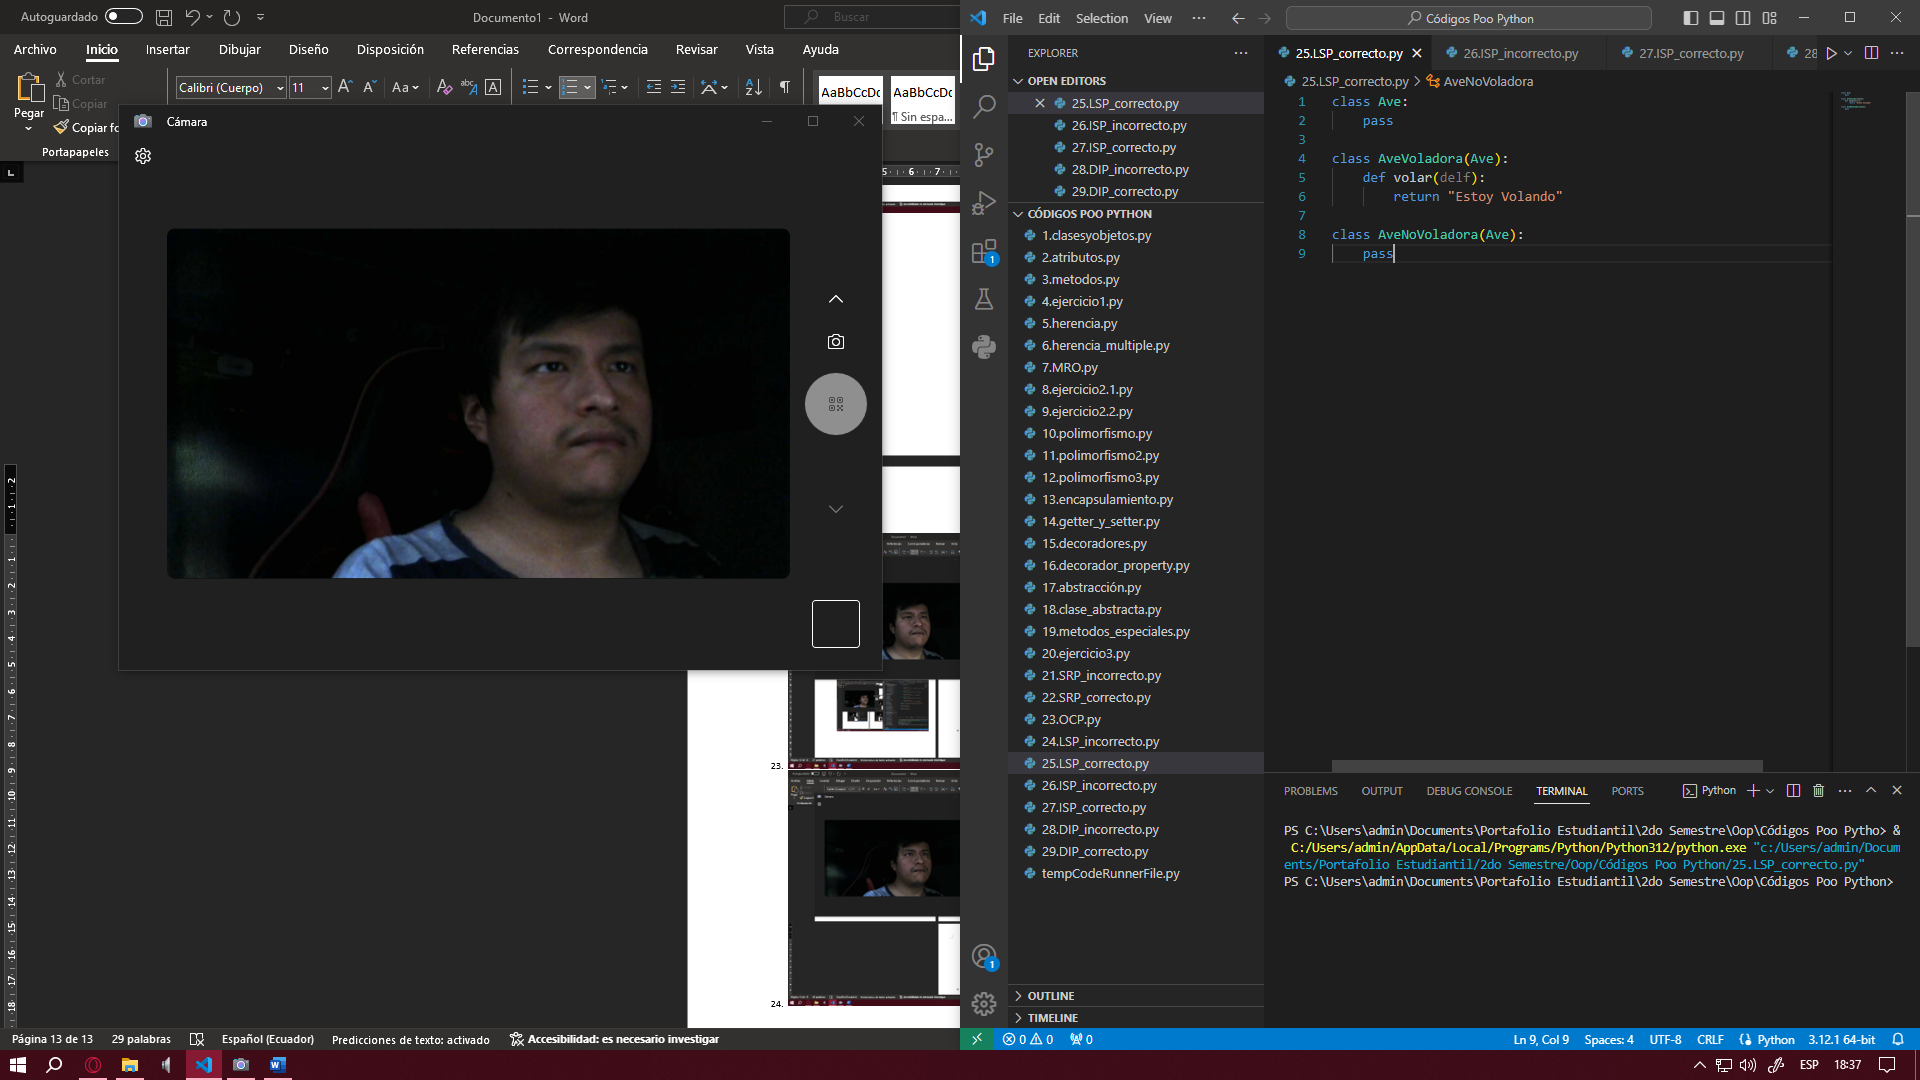 Autoguardado
Documento1 - Word
Buscar
Archivo
Inicio
Insertar
Dibujar
Diseño
Disposición
Referencias
Correspondencia
Revisar
Vista
Ayuda
Pegar
Cortar
Copiar
Copiar fo
Portapapeles
Calibri (Cuerpo)
11
Aa
AaBbCcDc
AaBbCcDc
¶ Sin espa...
Cámara
23.
24.
Página 13 de 13
29 palabras
Español (Ecuador)
Predicciones de texto: activado
Accesibilidad: es necesario investigar
File
Edit
Selection
View
Códigos Poo Python
EXPLORER
OPEN EDITORS
25.LSP_correcto.py
26.ISP_incorrecto.py
27.ISP_correcto.py
28.DIP_incorrecto.py
29.DIP_correcto.py
CÓDIGOS POO PYTHON
1.clasesyobjetos.py
2.atributos.py
3.metodos.py
4.ejercicio1.py
5.herencia.py
6.herencia_multiple.py
7.MRO.py
8.ejercicio2.1.py
9.ejercicio2.2.py
10.polimorfismo.py
11.polimorfismo2.py
12.polimorfismo3.py
13.encapsulamiento.py
14.getter_y_setter.py
15.decoradores.py
16.decorador_property.py
17.abstracción.py
18.clase_abstracta.py
19.metodos_especiales.py
20.ejercicio3.py
21.SRP_incorrecto.py
22.SRP_correcto.py
23.OCP.py
24.LSP_incorrecto.py
25.LSP_correcto.py
26.ISP_incorrecto.py
27.ISP_correcto.py
28.DIP_incorrecto.py
29.DIP_correcto.py
tempCodeRunnerFile.py
OUTLINE
TIMELINE
25.LSP_correcto.py
26.ISP_incorrecto.py
27.ISP_correcto.py
28
25.LSP_correcto.py > AveNoVoladora
1 class Ave:
2 pass
3
4 class AveVoladora(Ave):
5 def volar(delf):
6 return "Estoy Volando"
7
8 class AveNoVoladora(Ave):
9 pass
PROBLEMS
OUTPUT
DEBUG CONSOLE
TERMINAL
PORTS
Python
PS C:\Users\admin\Documents\Portafolio Estudiantil\2do Semestre\Oop\Códigos Poo Pytho> &
C:/Users/admin/AppData/Local/Programs/Python/Python312/python.exe "c:/Users/admin/Docum
ents/Portafolio Estudiantil/2do Semestre/Oop/Códigos Poo Python/25.LSP_correcto.py"
PS C:\Users\admin\Documents\Portafolio Estudiantil\2do Semestre\Oop\Códigos Poo Python>
0
0
0
Ln 9, Col 9
Spaces: 4
UTF-8
CRLF
Python
3.12.1 64-bit
ESP
18:37